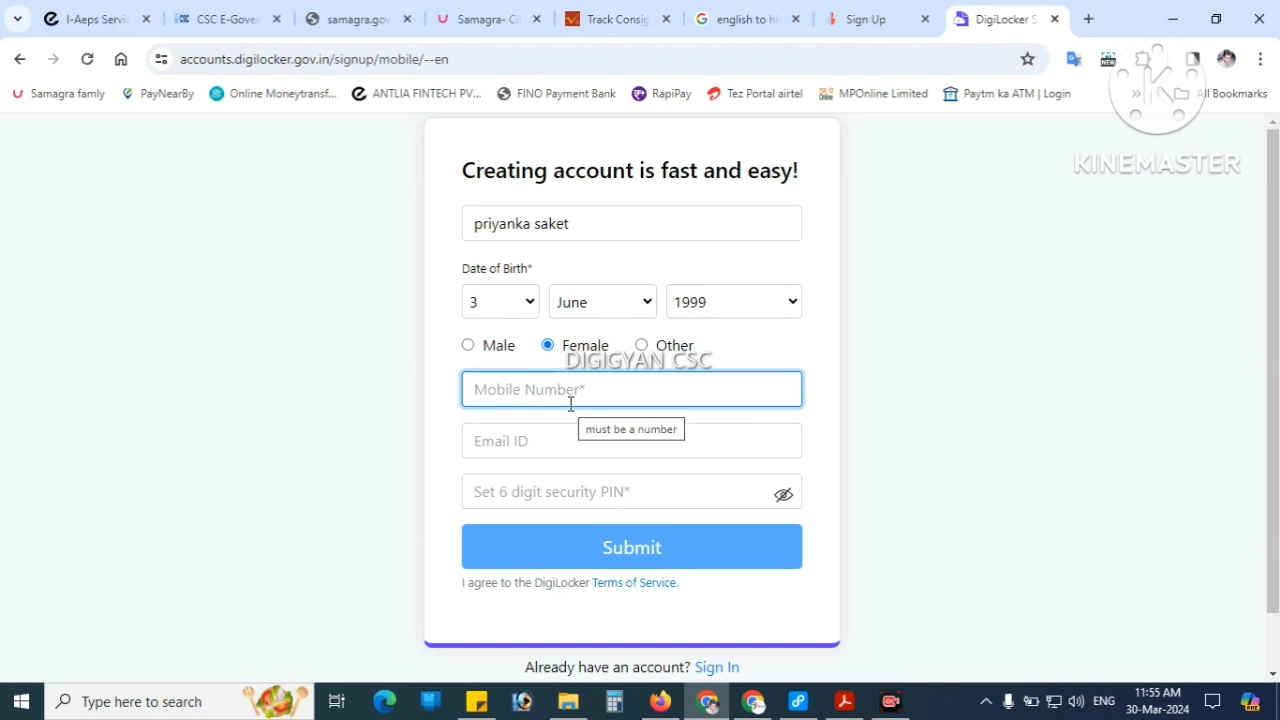 I-Aeps Servi
CSC E-Gover
samagra.gov
Samagra- Ci
Track Consig
english to hi
Sign Up
DigiLocker S
accounts.digilocker.gov.in/signup/mobile/--en
NEW
Samagra famly
PayNearBy
Online Moneytransf...
ANTLIA FINTECH PV...
FINO Payment Bank
RapiPay
Tez Portal airtel
MPOnline Limited
Paytm ka ATM | Login
All Bookmarks
KINEMASTER
Creating account is fast and easy!
priyanka saket
Date of Birth*
3 June 1999
Male Female Other
DIGIGYAN CSC
Mobile Number*
must be a number
Email ID
Set 6 digit security PIN*
Submit
I agree to the DigiLocker Terms of Service.
Already have an account? Sign In
Type here to search
ENG
11:55 AM
30-Mar-2024